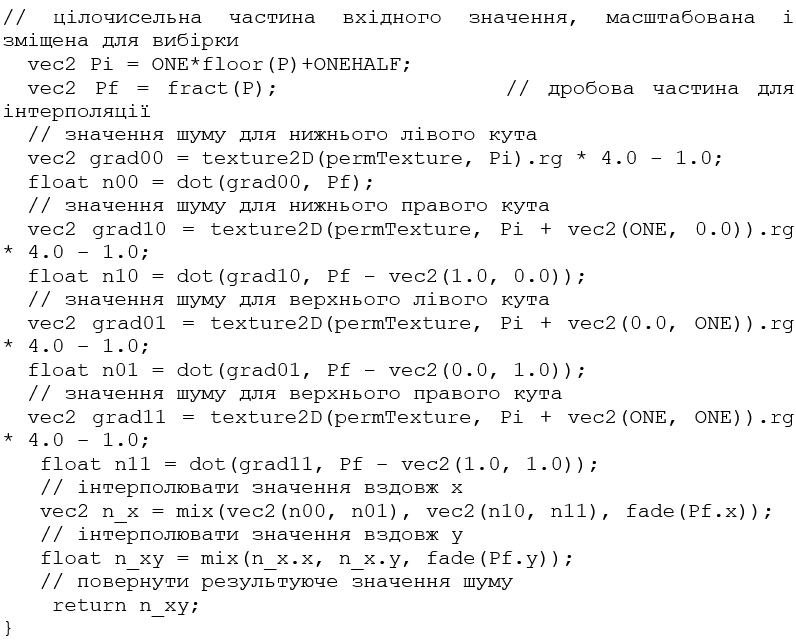 // цілочисельна частина вхідного значення, масштабована і
зміщена для вибірки
vec2 Pi = ONE*floor(P)+ONEHALF;
vec2 Pf = fract(P); // дробова частина для
інтерполяції
// значення шуму для нижнього лівого кута
vec2 grad00 = texture2D(permTexture, Pi).rg * 4.0 - 1.0;
float n00 = dot(grad00, Pf);
// значення шуму для нижнього правого кута
vec2 grad10 = texture2D(permTexture, Pi + vec2(ONE, 0.0)).rg
* 4.0 - 1.0;
float n10 = dot(grad10, Pf - vec2(1.0, 0.0));
// значення шуму для верхнього лівого кута
vec2 grad01 = texture2D(permTexture, Pi + vec2(0.0, ONE)).rg
* 4.0 - 1.0;
float n01 = dot(grad01, Pf - vec2(0.0, 1.0));
// значення шуму для верхнього правого кута
vec2 grad11 = texture2D(permTexture, Pi + vec2(ONE, ONE)).rg
* 4.0 - 1.0;
float n11 = dot(grad11, Pf - vec2(1.0, 1.0));
// інтерполювати значення вздовж x
vec2 n_x = mix(vec2(n00, n01), vec2(n10, n11), fade(Pf.x));
// інтерполювати значення вздовж y
float n_xy = mix(n_x.x, n_x.y, fade(Pf.y));
// повернути результуюче значення шуму
return n_xy;
}